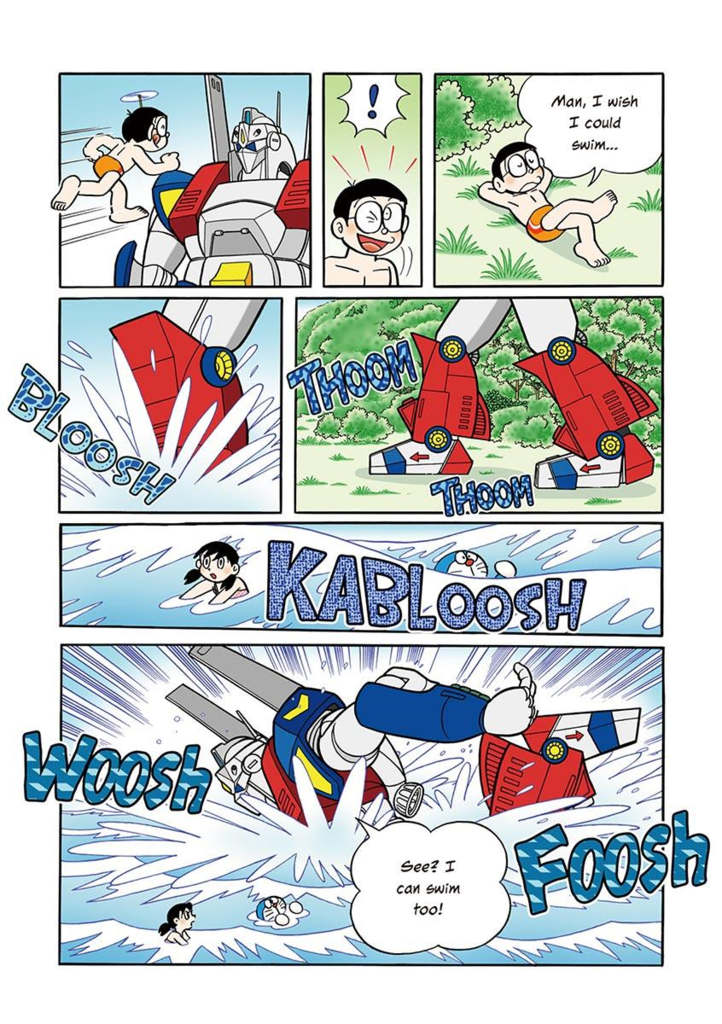 Man, I wish
I could
swim...
!
THOOM
THOOM
BLOOSH
KABLOOSH
WOOSH
FOOSH
See? I
can swim
too!